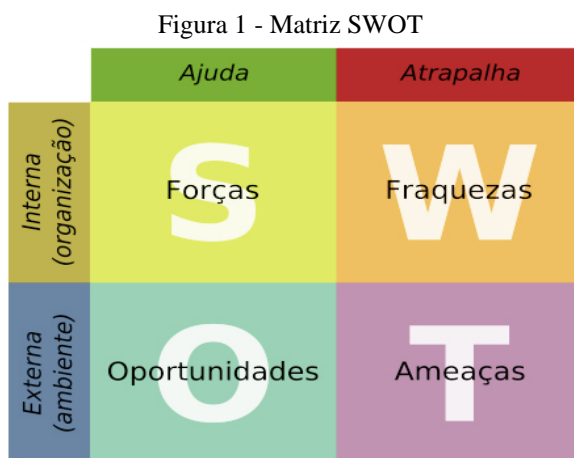 Figura 1 - Matriz SWOT
Ajuda
Atrapalha
Interna
(organização)
S
Forças
W
Fraquezas
Externa
(ambiente)
O
Oportunidades
T
Ameaças